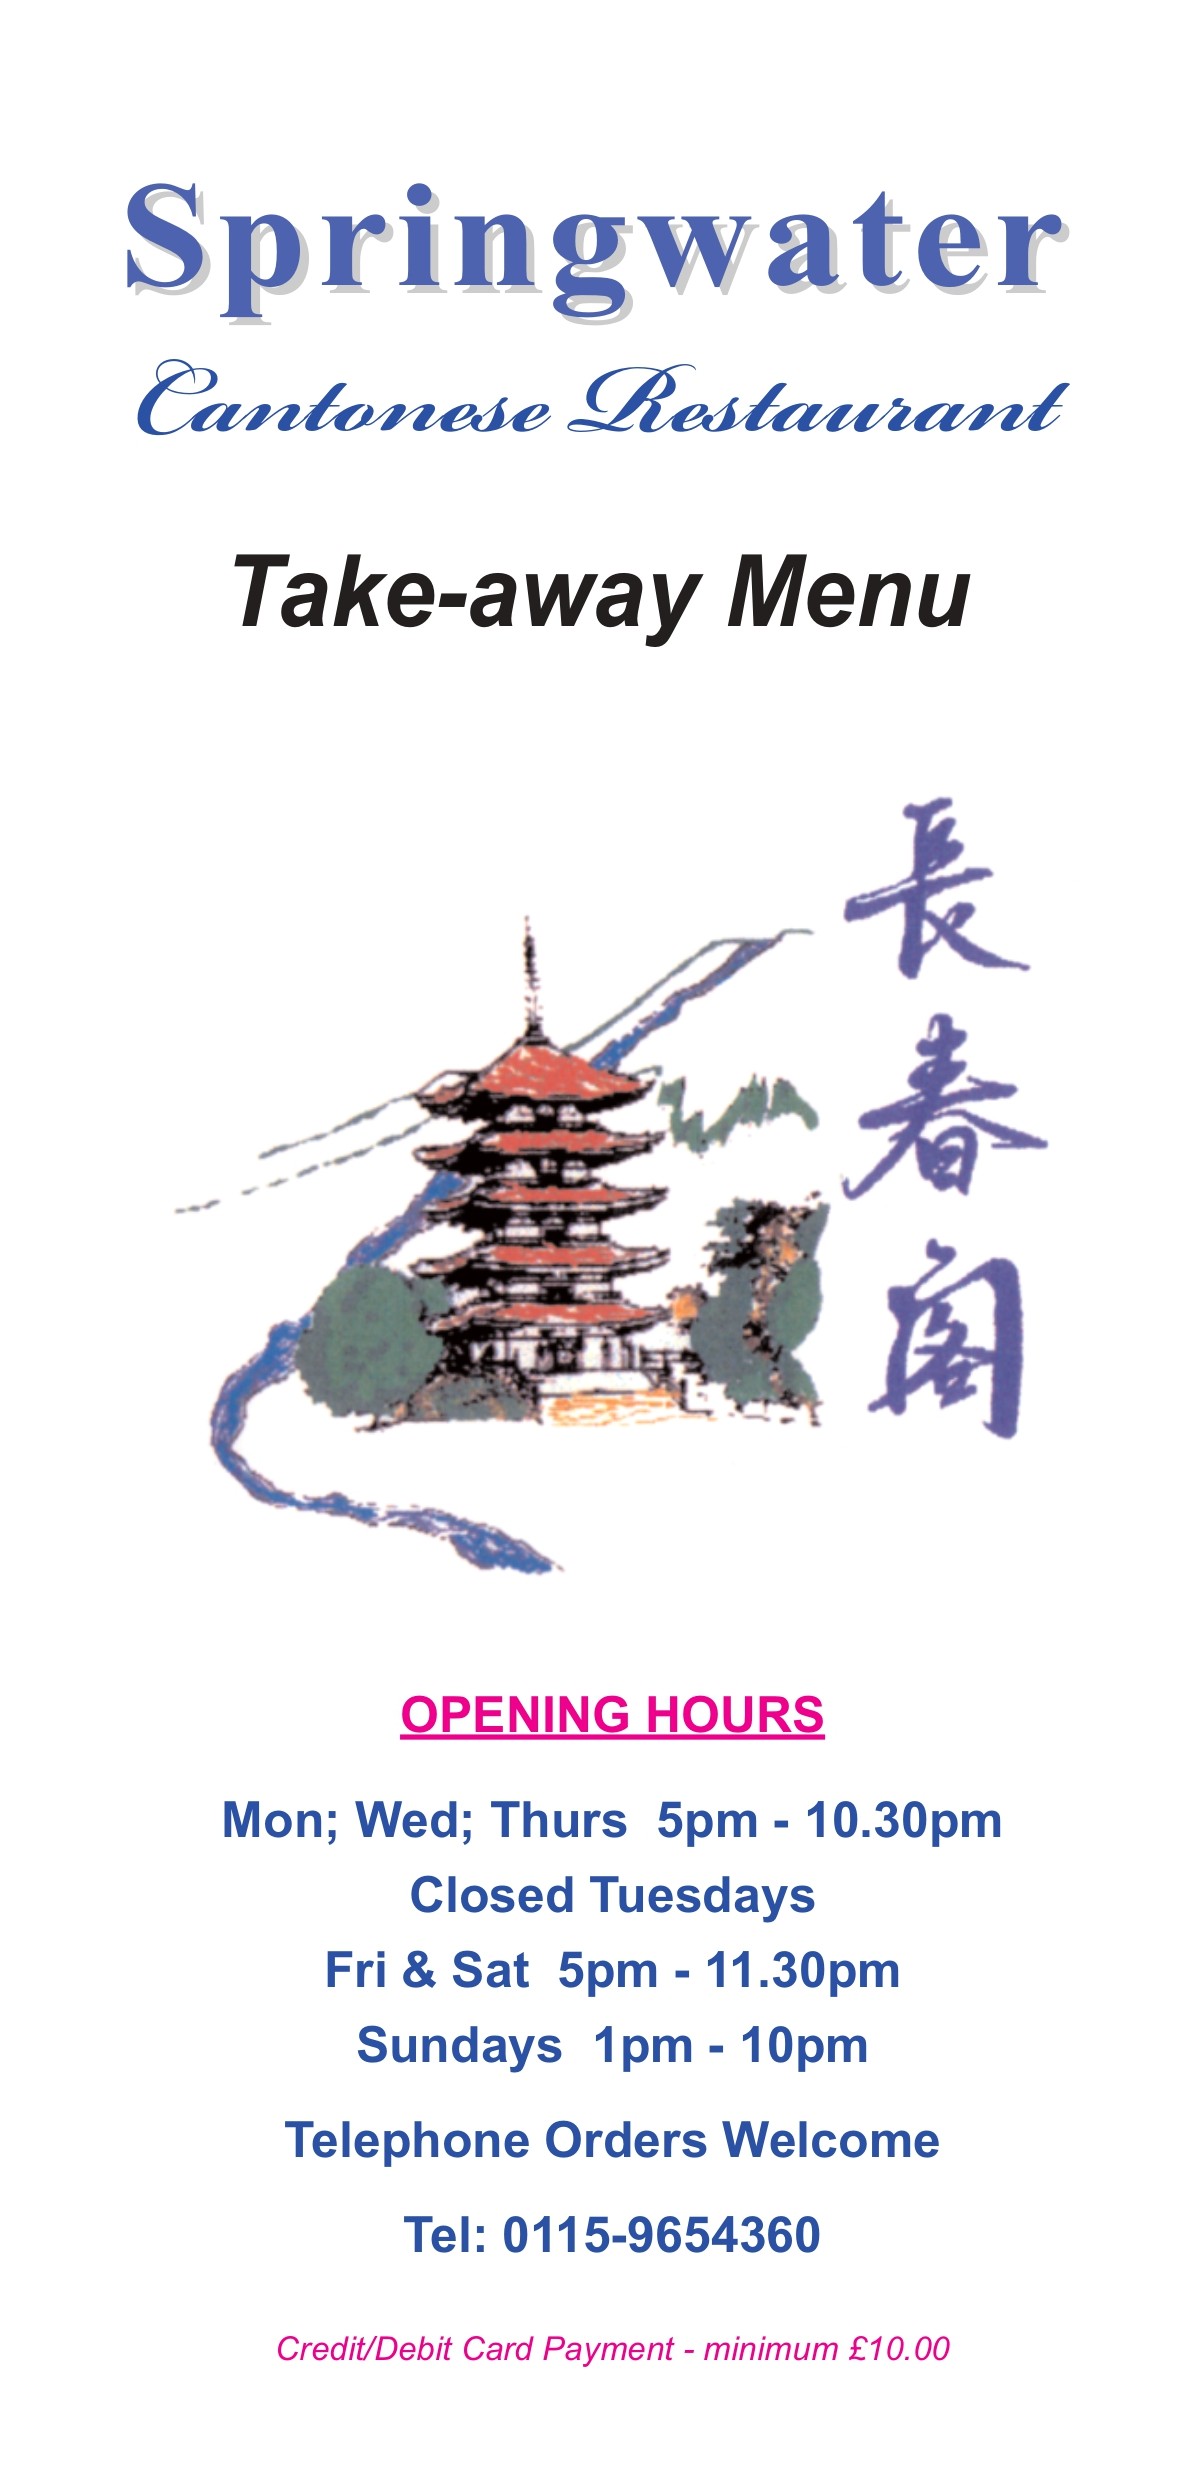 Springwater
Cantonese Restaurant
Take-away Menu
長春閣
OPENING HOURS
Mon; Wed; Thurs 5pm - 10.30pm
Closed Tuesdays
Fri & Sat 5pm - 11.30pm
Sundays 1pm - 10pm
Telephone Orders Welcome
Tel: 0115-9654360
Credit/Debit Card Payment - minimum £10.00